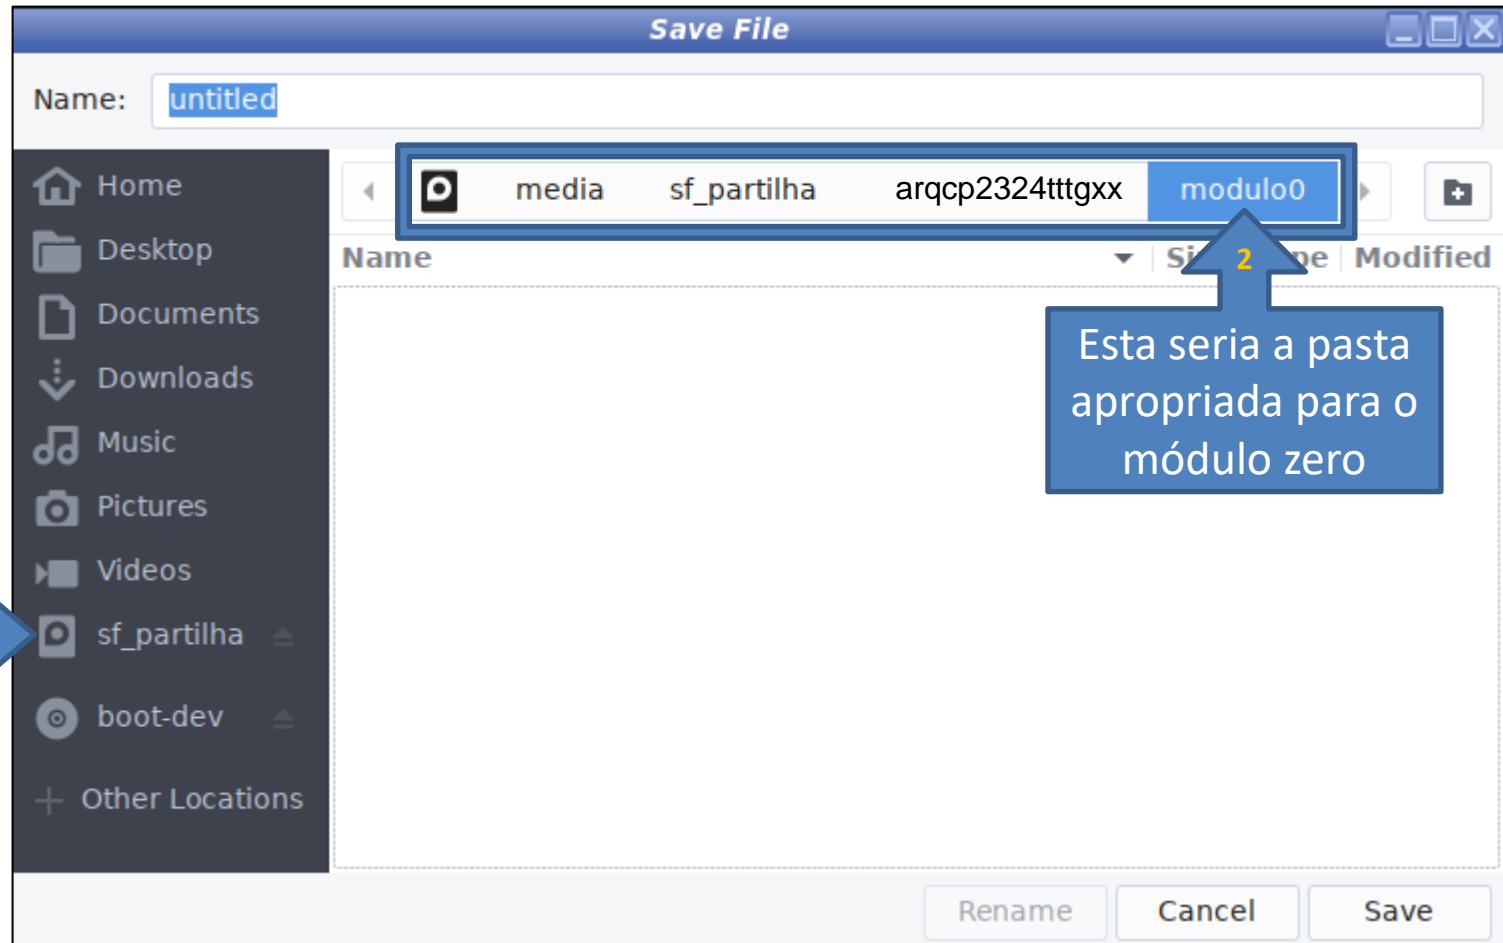 Save File
Name: untitled
Home
Desktop
Documents
Downloads
Music
Pictures
Videos
sf_partilha
boot-dev
Other Locations
media sf_partilha arqcp2324tttgxx modulo0
Name Modified
2
Esta seria a pasta
apropriada para o
módulo zero
Rename Cancel Save